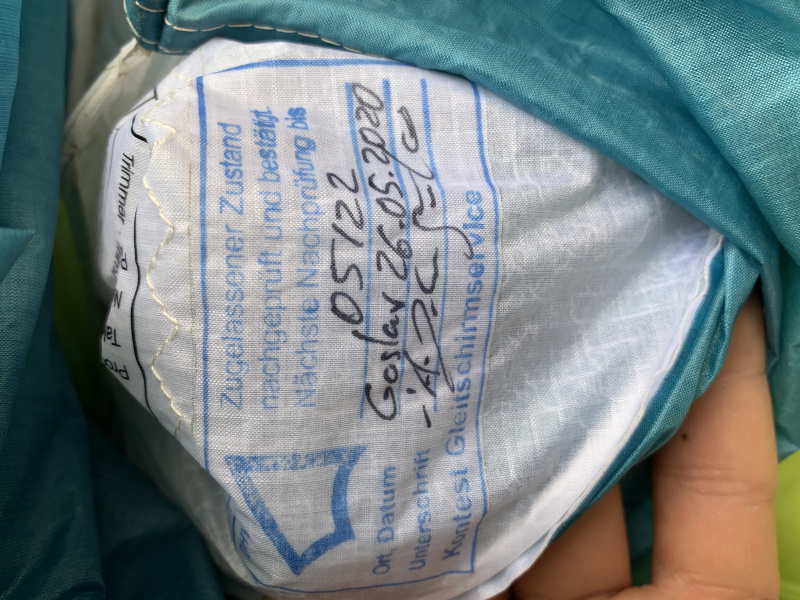 Zugelassener Zustand
nachgeprüft und bestätigt.
Nächste Nachprüfung bis
05/22
Ort, Datum Goslar 26.05.2020
Unterschrift
Kuntest Gleitschirmservice
Trimmer